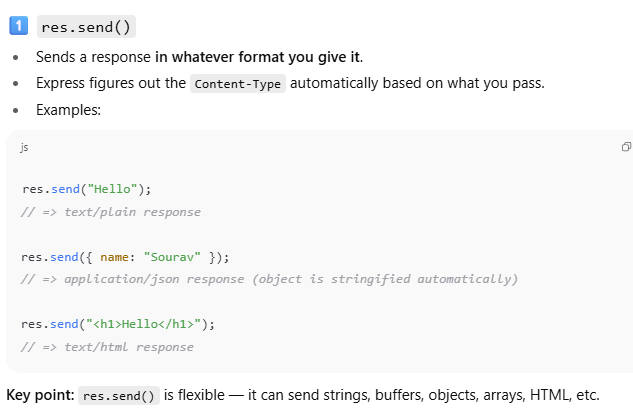 1 res.send()
• Sends a response in whatever format you give it.
• Express figures out the Content-Type automatically based on what you pass.
• Examples:
js
res.send("Hello");
// => text/plain response
res.send({ name: "Sourav" });
// => application/json response (object is stringified automatically)
res.send("<h1>Hello</h1>");
// => text/html response
Key point: res.send() is flexible — it can send strings, buffers, objects, arrays, HTML, etc.